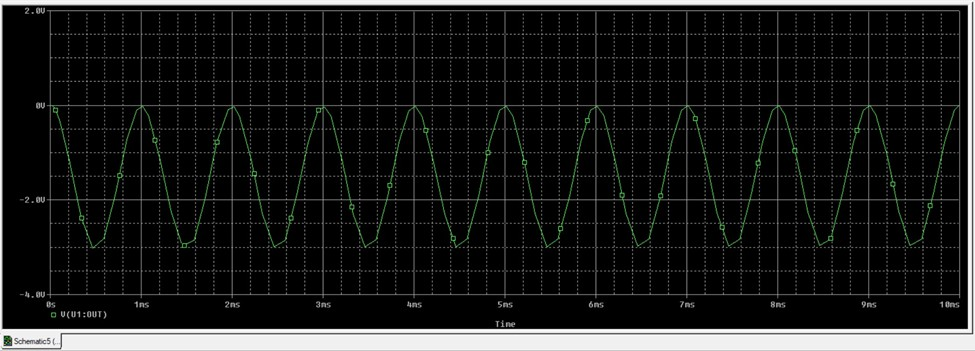 2.0V
0V
-2.0V
-4.0V
0s 1ms 2ms 3ms 4ms 5ms 6ms 7ms 8ms 9ms 10ms
V(U1:OUT)
Time
Schematic5 (...